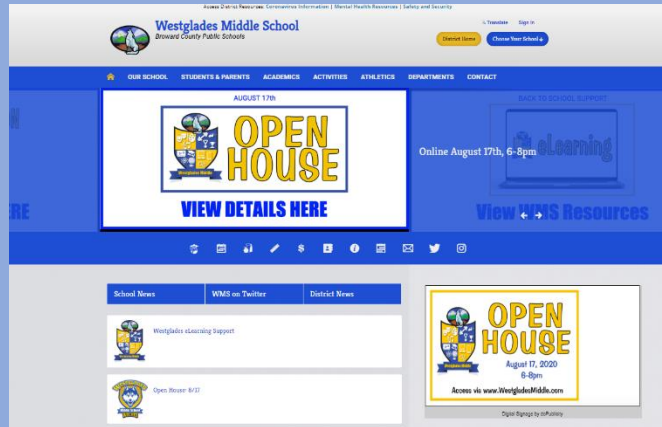 Access District Resources: Coronavirus Information | Mental Health Resources | Safety and Security
Westglades Middle School
Broward County Public Schools
Translate Sign In
District Home Choose Your School
OUR SCHOOL STUDENTS & PARENTS ACADEMICS ACTIVITIES ATHLETICS DEPARTMENTS CONTACT
AUGUST 17th
OPEN
HOUSE
Westglades Middle
VIEW DETAILS HERE
BACK TO SCHOOL SUPPORT
Online August 17th, 6-8pm
eLearning
View WMS Resources
ERE
School News WMS on Twitter District News
Westglades eLearning Support
Open House 8/17
OPEN
HOUSE
August 17, 2020
6-8pm
Access via www.WestgladesMiddle.com
Digital Signage by